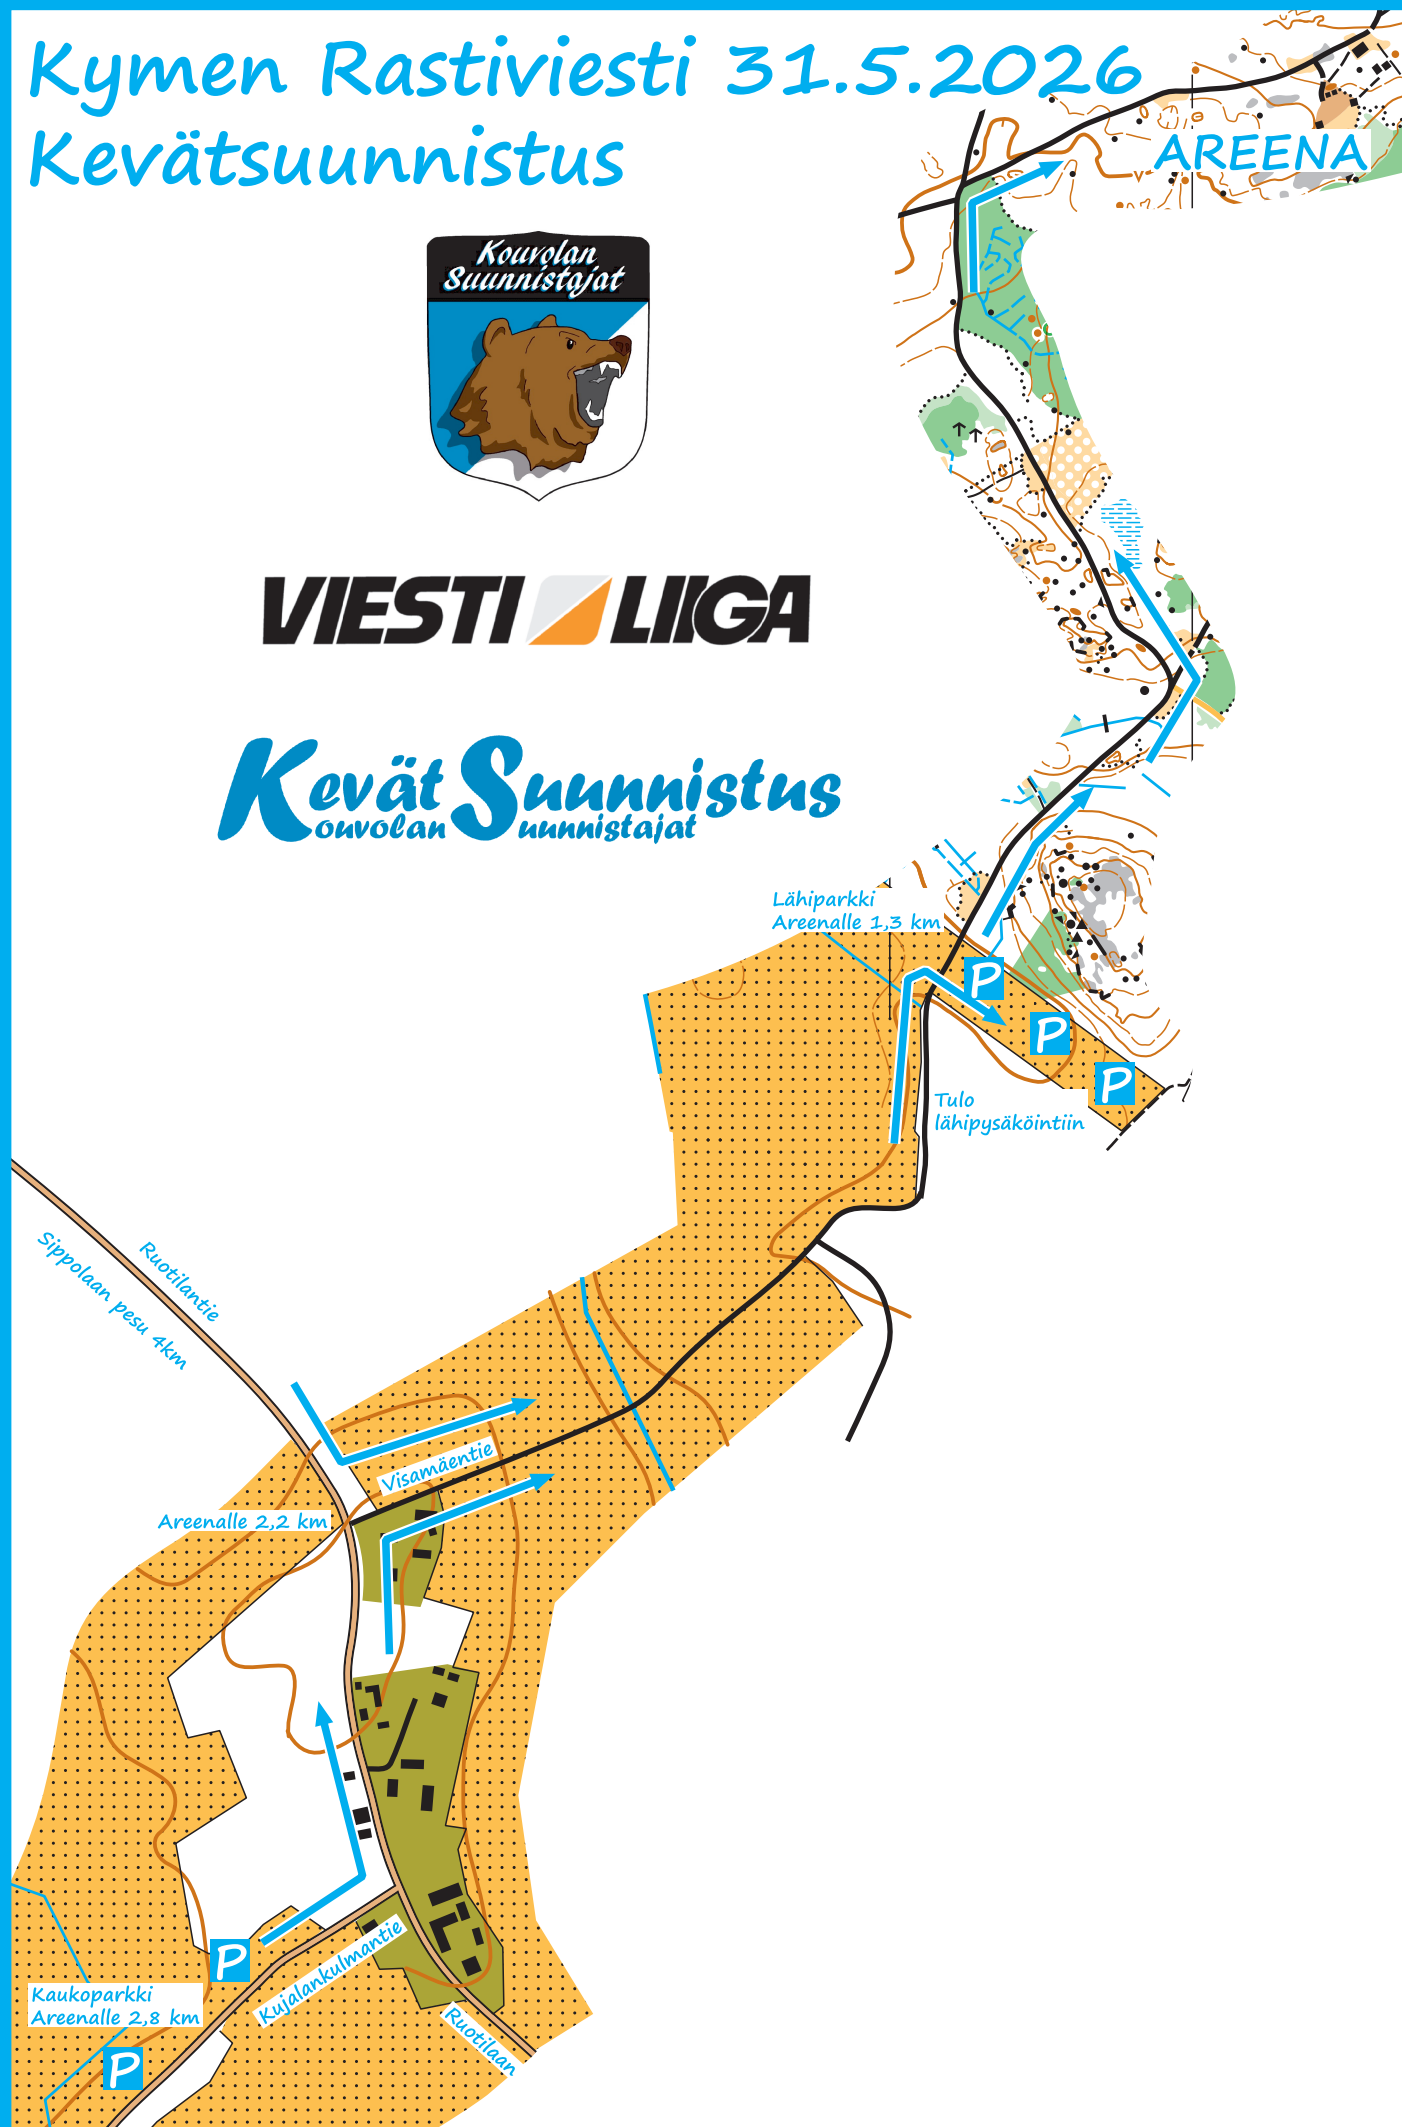 Kymen Rastiviesti 31.5.2026
Kevätsuunnistus
AREENA
Kouvolan
Suunnistajat
VIESTI LIIGA
Kevät Suunnistus
Kouvolan Suunnistajat
Lähiparkki
Areenalle 1,3 km
P
P
P
Tulo
lähipysäköintiin
Ruotilantie
Sippolaan pesu 4km
Visamäentie
Areenalle 2,2 km
P
Kujalankulmantie
Kaukoparkki
Areenalle 2,8 km
Ruotilaan
P